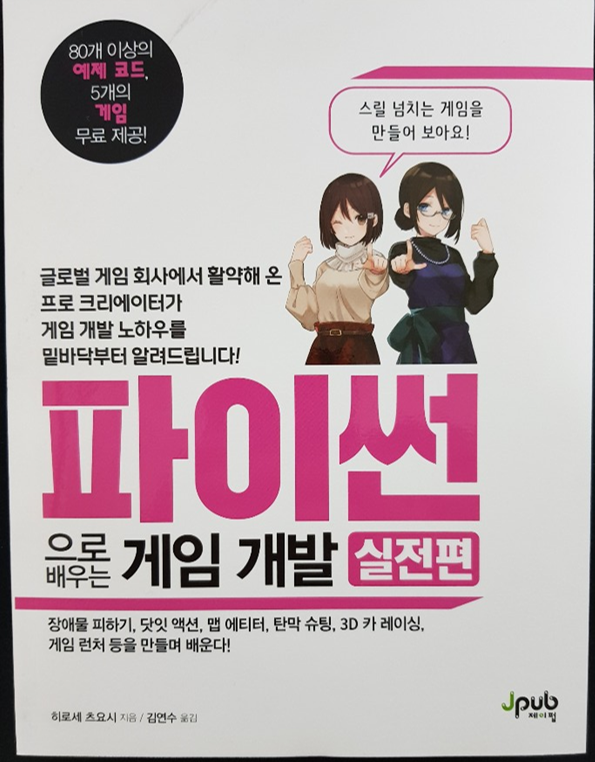 80개 이상의
예제 코드,
5개의
게임
무료 제공!
스릴 넘치는 게임을
만들어 보아요!
글로벌 게임 회사에서 활약해 온
프로 크리에이터가
게임 개발 노하우를
밑바닥부터 알려드립니다!
파이썬
으로
배우는 게임 개발 실전편
장애물 피하기, 닷잇 액션, 맵 에티터, 탄막 슈팅, 3D 카 레이싱,
게임 런처 등을 만들며 배운다!
히로세 츠요시 지음 / 김연수 옮김
Jpub
제이펍